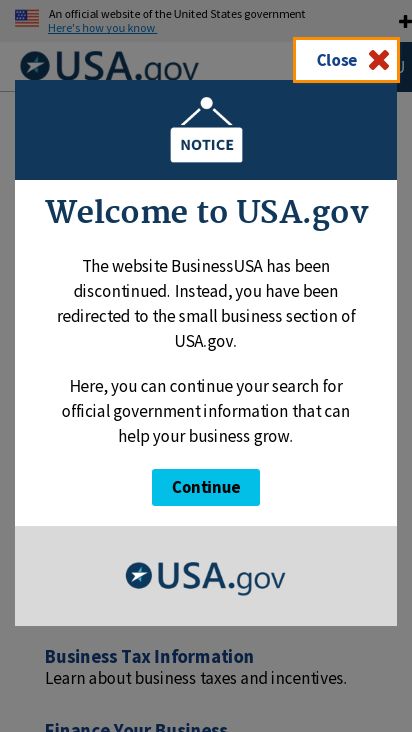 An official website of the United States government
Here's how you know
Close
USA.gov
NOTICE
Welcome to USA.gov
The website BusinessUSA has been
discontinued. Instead, you have been
redirected to the small business section of
USA.gov.
Here, you can continue your search for
official government information that can
help your business grow.
Continue
USA.gov
Business Tax Information
Learn about business taxes and incentives.
Finance Your Business